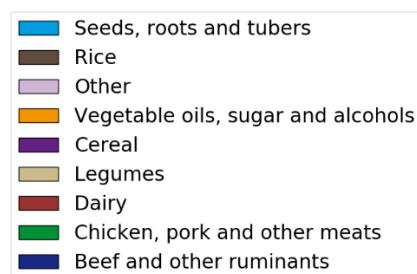 Seeds, roots and tubers
Rice
Other
Vegetable oils, sugar and alcohols
Cereal
Legumes
Dairy
Chicken, pork and other meats
Beef and other ruminants